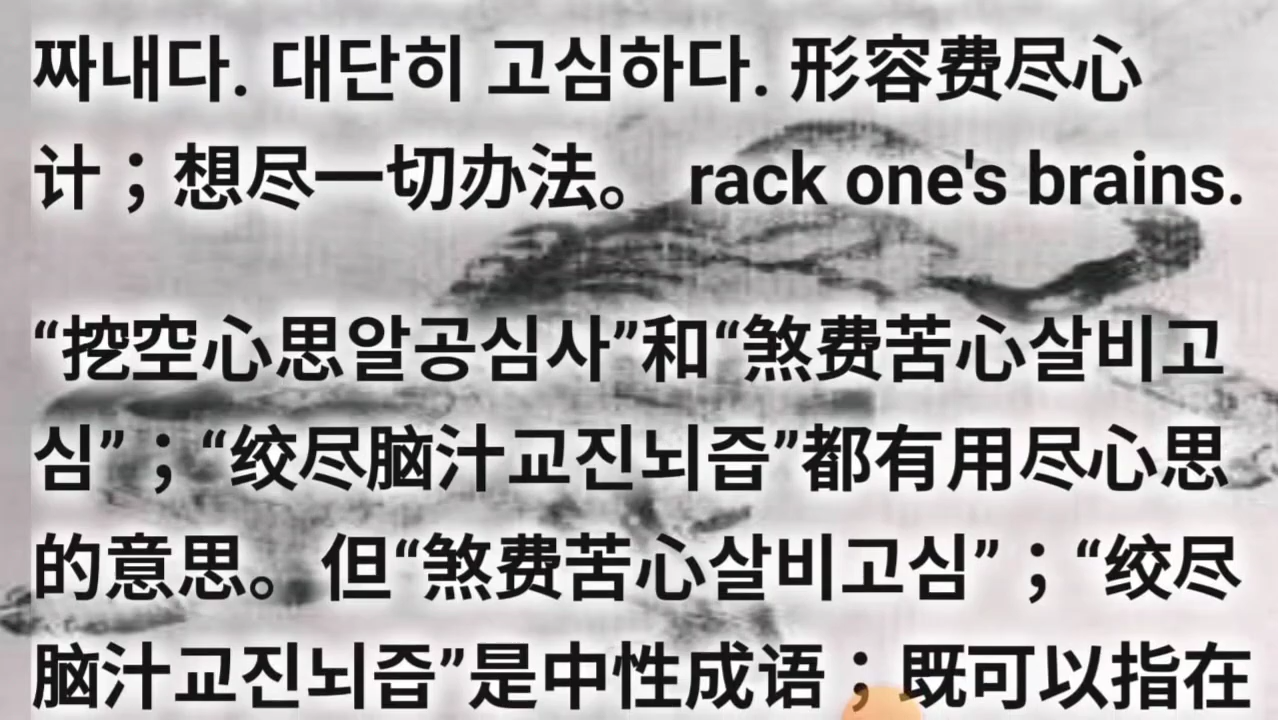 짜내다. 대단히 고심하다. 形容费尽心
计；想尽一切办法。 rack one's brains.
“挖空心思알공심사”和“煞费苦心살비고
심”；“绞尽脑汁교진뇌즙”都有用尽心思
的意思。但“煞费苦心살비고심”；“绞尽
脑汁교진뇌즙”是中性成语；既可以指在